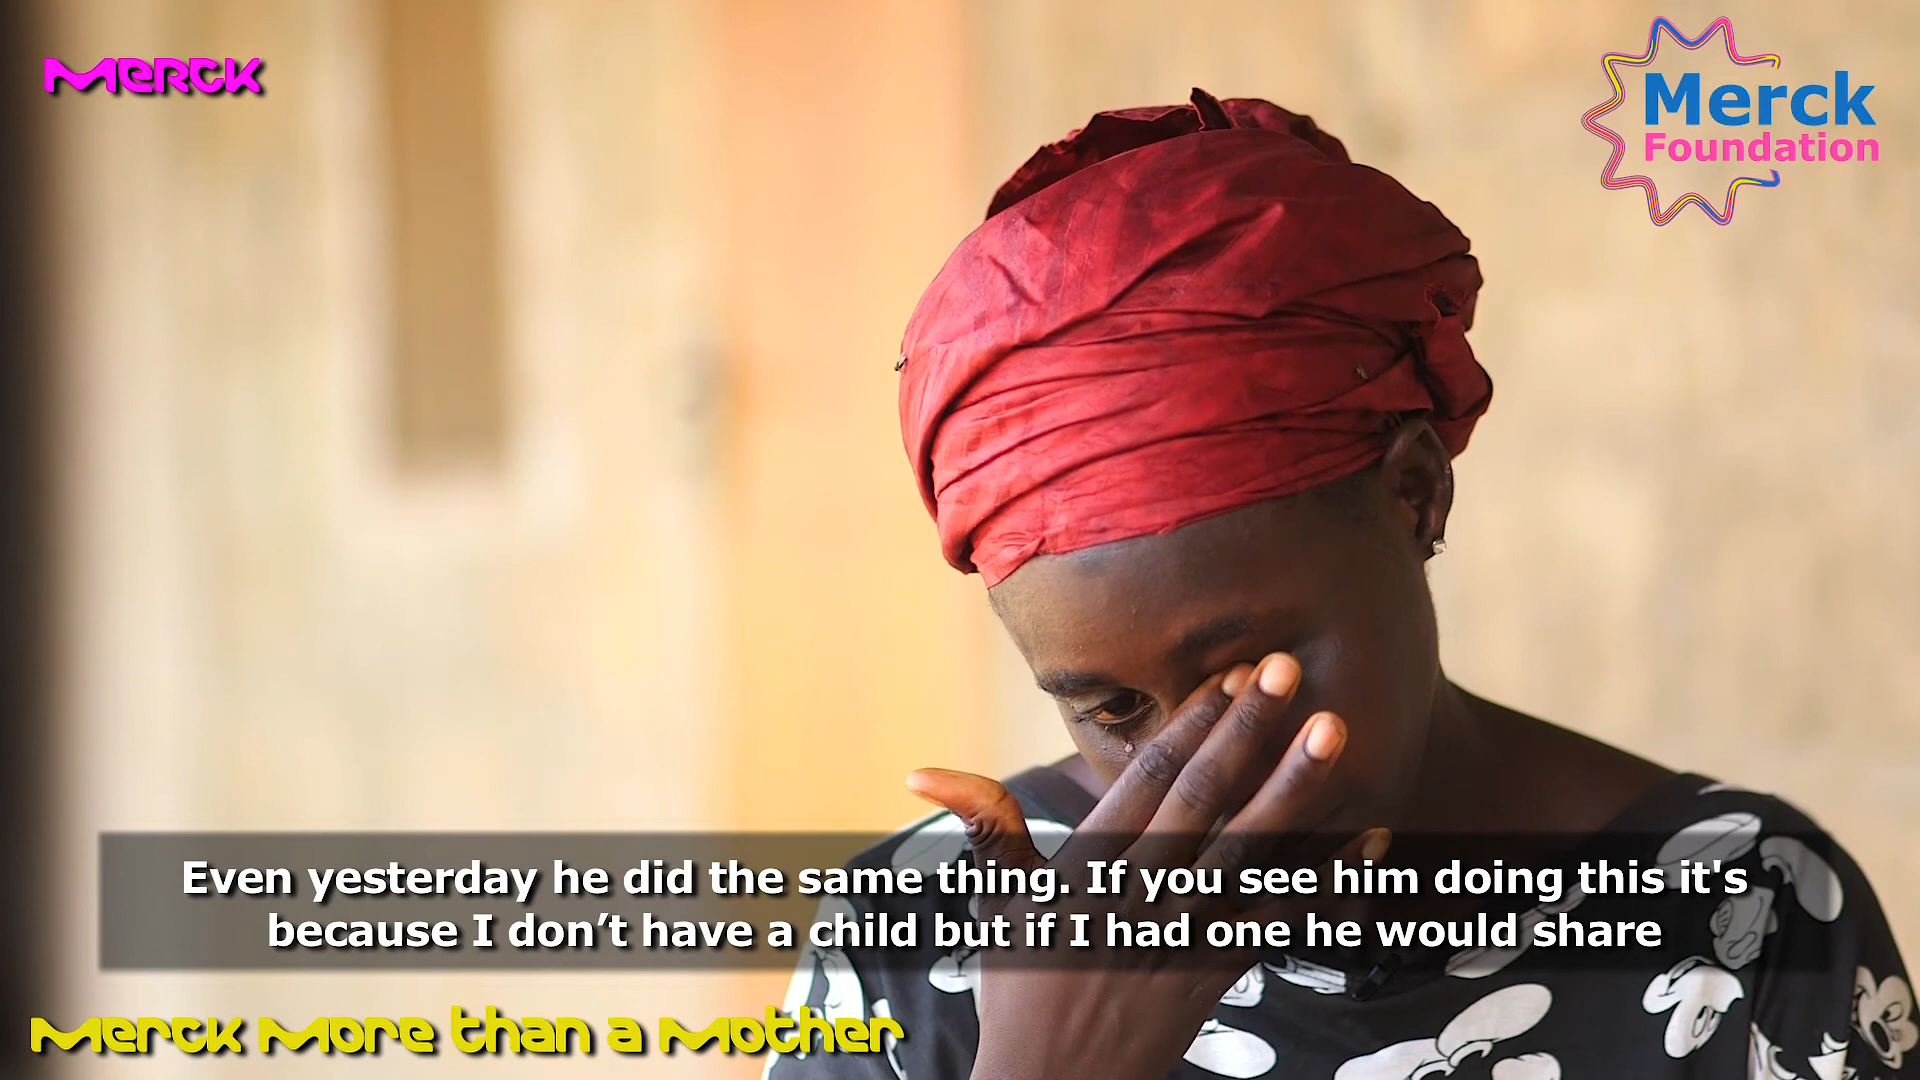 Merck
Merck
Foundation
Even yesterday he did the same thing. If you see him doing this it's
because I don’t have a child but if I had one he would share
Merck More than a Mother